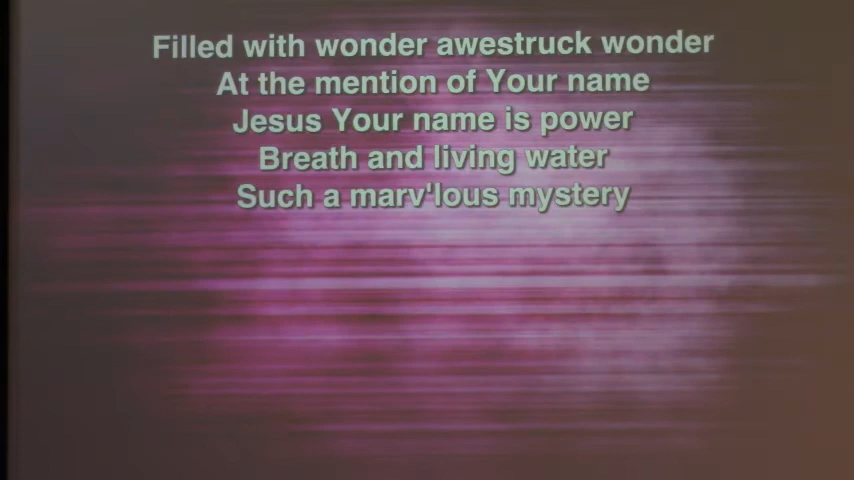 Filled with wonder awestruck wonder
At the mention of Your name
Jesus Your name is power
Breath and living water
Such a marv'lous mystery